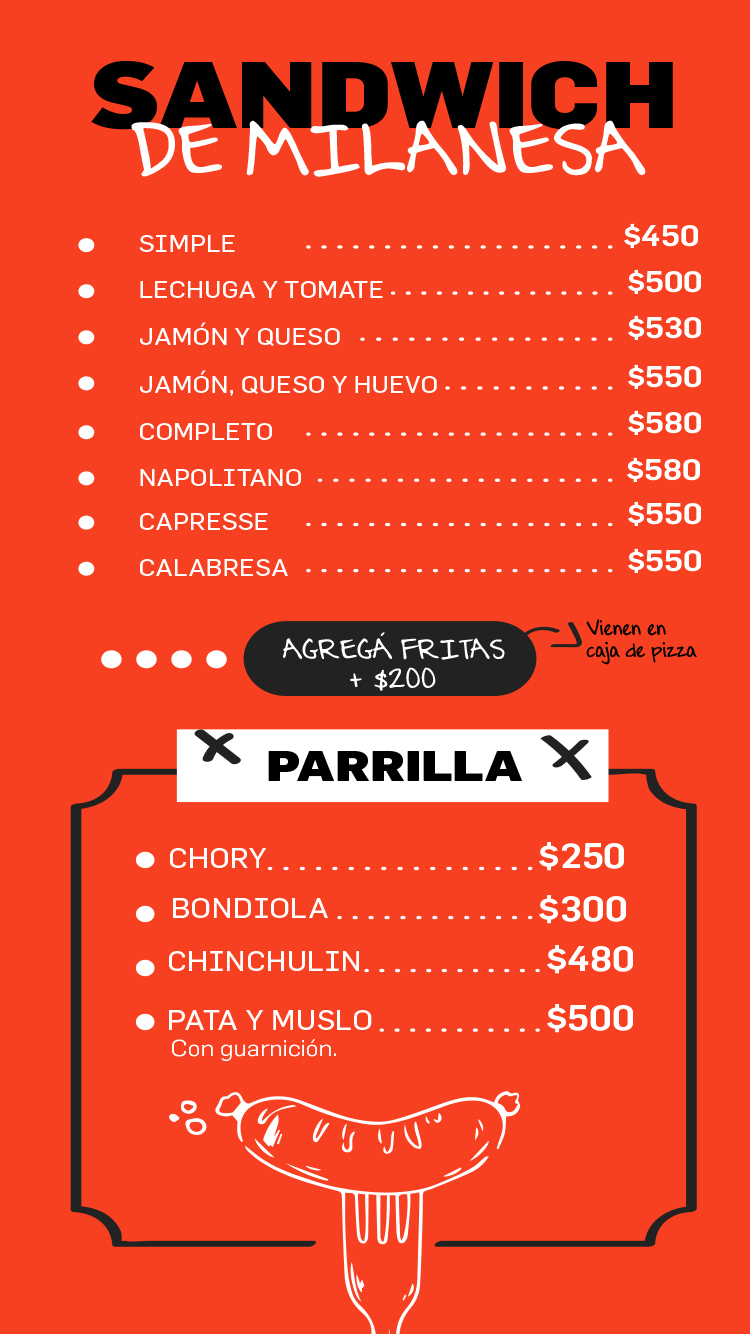 SANDWICH
DE MILANESA
SIMPLE . . . . . . . . . . . . . . . . . . . . . $450
LECHUGA Y TOMATE . . . . . . . . . . . . . . . $500
JAMÓN Y QUESO . . . . . . . . . . . . . . . . . $530
JAMÓN, QUESO Y HUEVO . . . . . . . . . . . . $550
COMPLETO . . . . . . . . . . . . . . . . . . . . . $580
NAPOLITANO . . . . . . . . . . . . . . . . . . . . $580
CAPRESSE . . . . . . . . . . . . . . . . . . . . . $550
CALABRESA . . . . . . . . . . . . . . . . . . . . . $550
AGREGÁ FRITAS
+ $200
Vienen en
caja de pizza
PARRILLA
CHORY. . . . . . . . . . . . . . . . . . $250
BONDIOLA . . . . . . . . . . . . . $300
CHINCHULIN. . . . . . . . . . . . $480
PATA Y MUSLO . . . . . . . . . . . $500
Con guarnición.